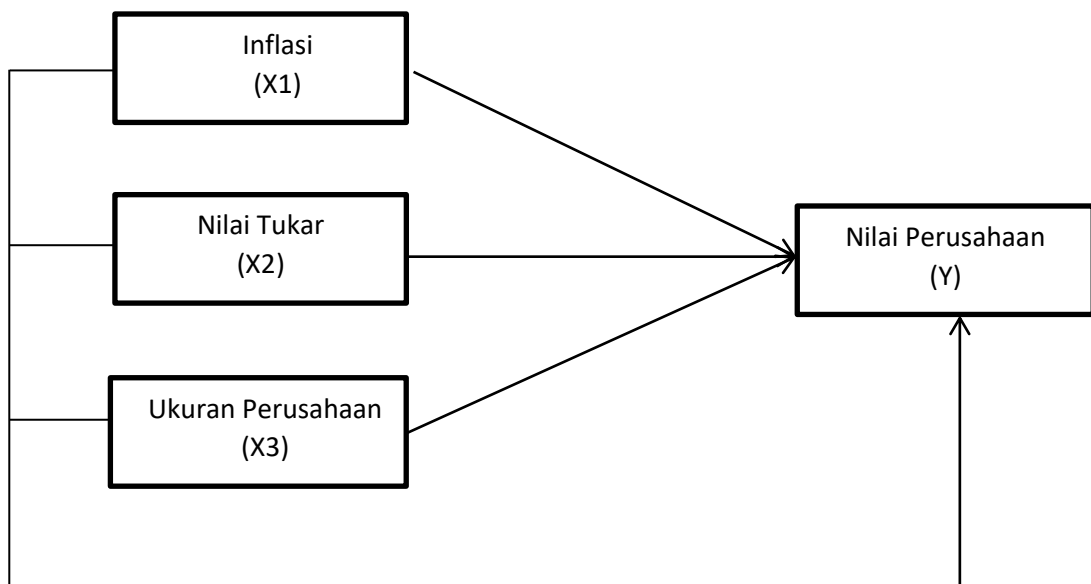 Inflasi
(X1)
Nilai Tukar
(X2)
Nilai Perusahaan
(Y)
Ukuran Perusahaan
(X3)